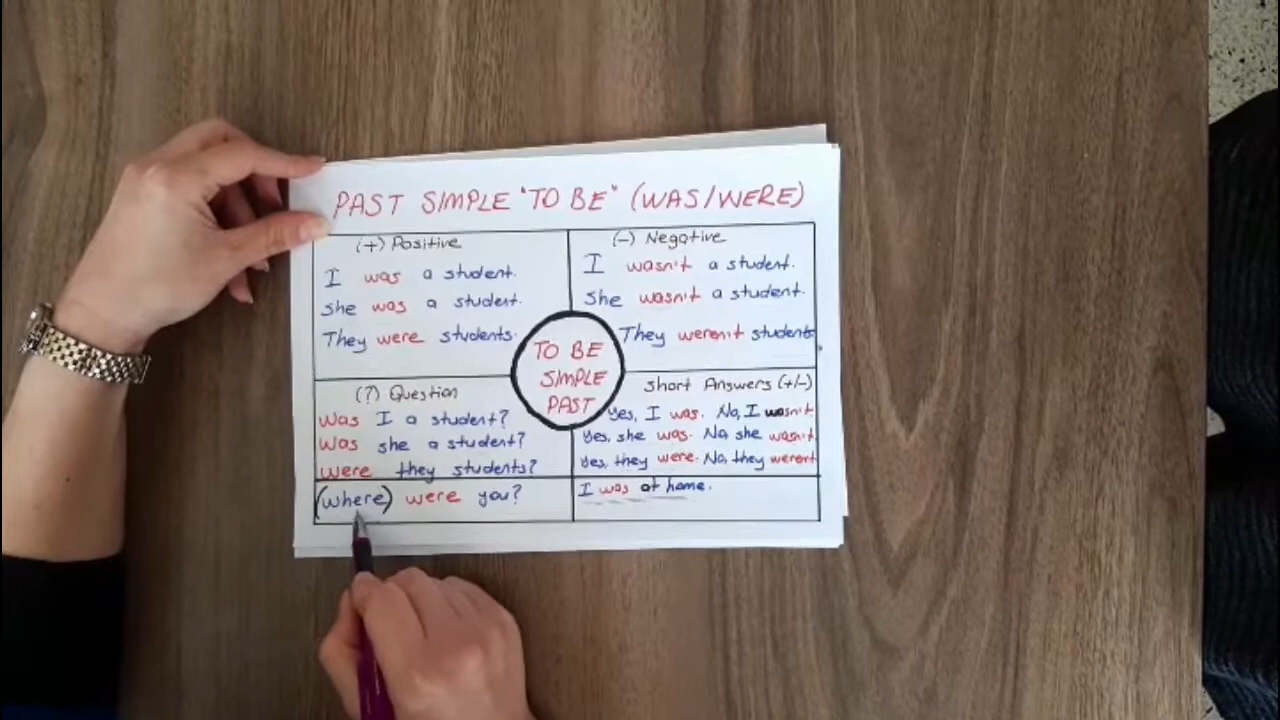 PAST SIMPLE "TO BE" (WAS/WERE)
(+) Positive
I was a student.
She was a student.
They were students.
(-) Negative
I wasn't a student.
She wasn't a student.
They weren't students
TO BE
SIMPLE
PAST
(?) Question
Was I a student?
Was she a student?
Were they students?
(where) were you?
Short Answers (+/-)
Yes, I was. No, I wasn't
Yes, she was. No she wasn't
Yes, they were. No, they weren't
I was at home.